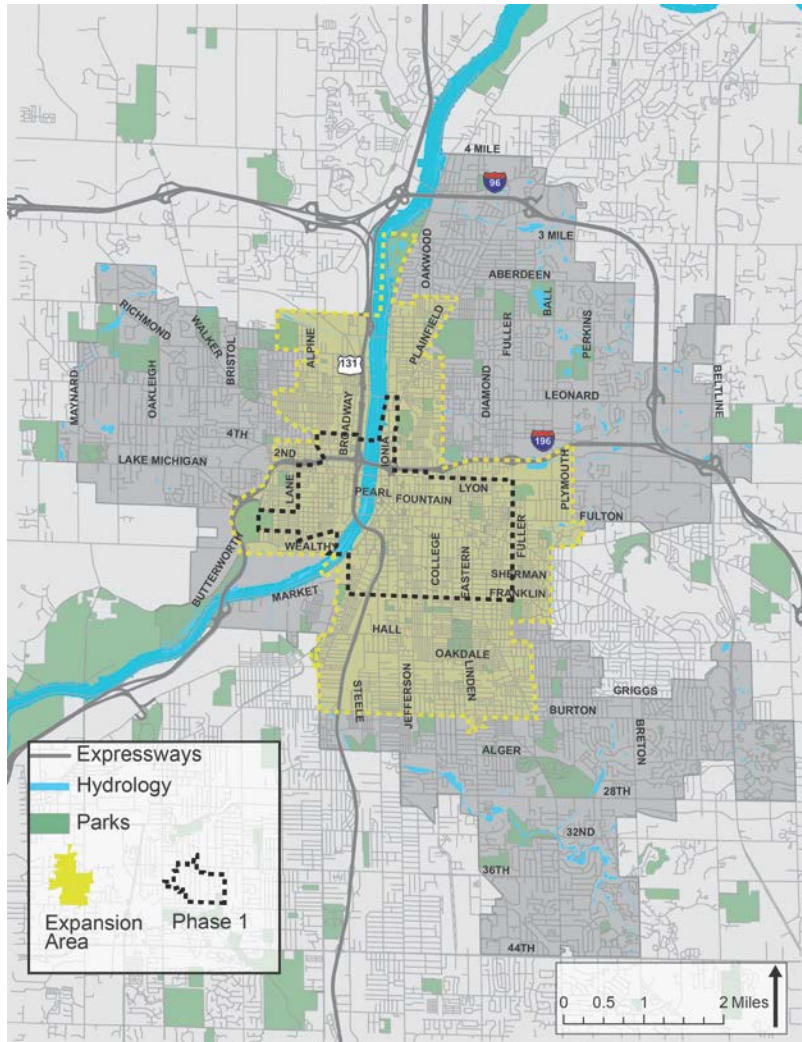 4 MILE
96
3 MILE
OAKWOOD
ABERDEEN
RICHMOND
WALKER
BRISTOL
ALPINE
PLAINFIELD
FULLER
BALL
PERKINS
131
MAYNARD
OAKLEIGH
BROADWAY
DIAMOND
LEONARD
BELTLINE
4TH
IONIA
196
LAKE MICHIGAN
2ND
LANE
PEARL
FOUNTAIN
LYON
PLYMOUTH
FULTON
WEALTHY
COLLEGE
EASTERN
FULLER
BUTTERWORTH
MARKET
SHERMAN
FRANKLIN
HALL
OAKDALE
STEELE
JEFFERSON
LINDEN
GRIGGS
BURTON
BRETON
ALGER
28TH
32ND
36TH
44TH
Expressways
Hydrology
Parks
Expansion
Area
Phase 1
0 0.5 1 2 Miles